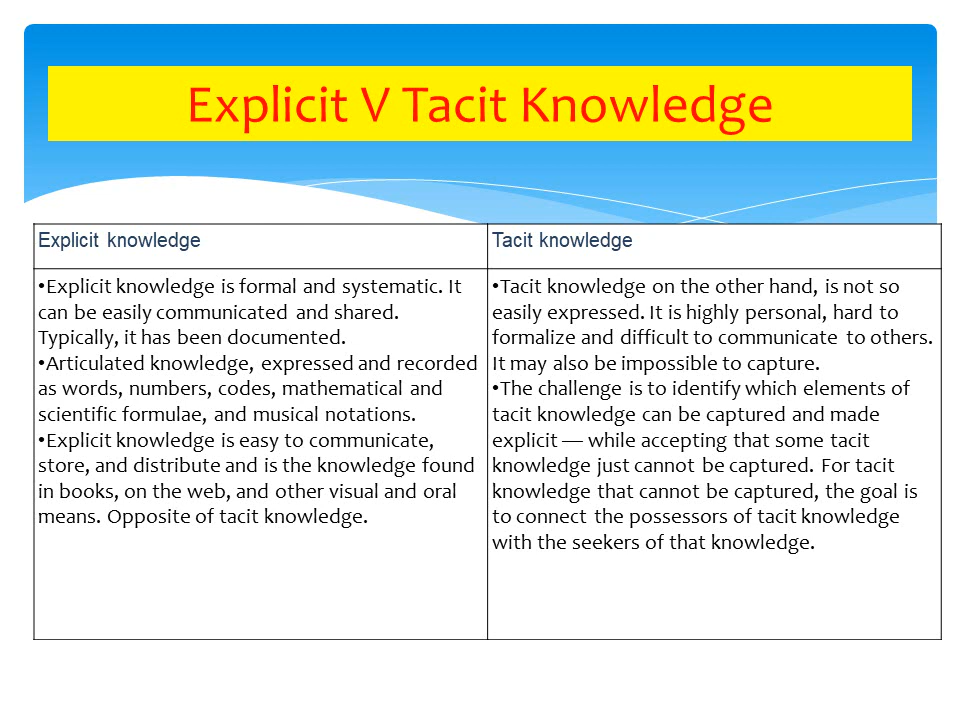 Explicit V Tacit Knowledge
Explicit knowledge
•Explicit knowledge is formal and systematic. It
can be easily communicated and shared.
Typically, it has been documented.
•Articulated knowledge, expressed and recorded
as words, numbers, codes, mathematical and
scientific formulae, and musical notations.
•Explicit knowledge is easy to communicate,
store, and distribute and is the knowledge found
in books, on the web, and other visual and oral
means. Opposite of tacit knowledge.
Tacit knowledge
•Tacit knowledge on the other hand, is not so
easily expressed. It is highly personal, hard to
formalize and difficult to communicate to others.
It may also be impossible to capture.
•The challenge is to identify which elements of
tacit knowledge can be captured and made
explicit — while accepting that some tacit
knowledge just cannot be captured. For tacit
knowledge that cannot be captured, the goal is
to connect the possessors of tacit knowledge
with the seekers of that knowledge.